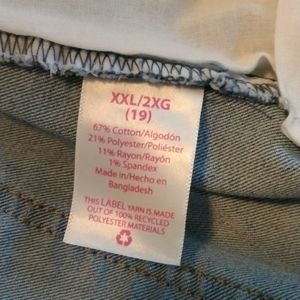 XXL/2XG
(19)
67% Cotton/Algodón
21% Polyester/Poliéster
11% Rayon/Rayón
1% Spandex
Made in/Hecho en
Bangladesh
THIS LABEL YARN IS MADE
OUT OF 100% RECYCLED
POLYESTER MATERIALS